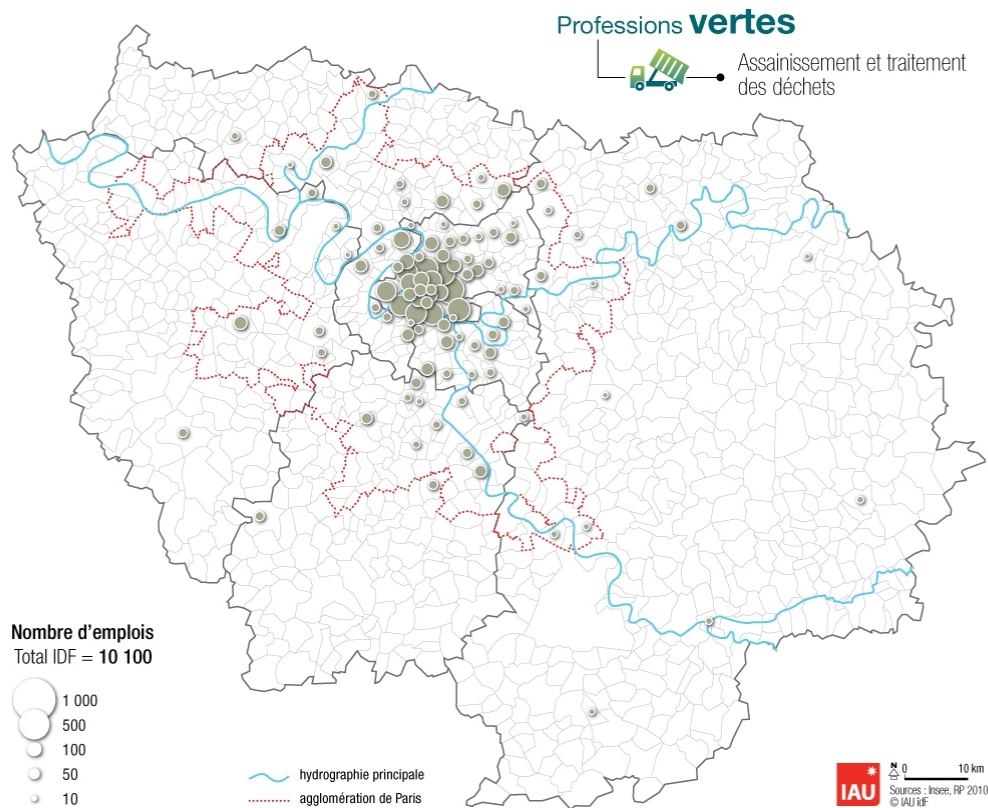 Professions vertes
Assainissement et traitement
des déchets
Nombre d'emplois
Total IDF = 10 100
1 000
500
100
50
10
hydrographie principale
agglomération de Paris
IAU
N
0 10 km
Sources : Insee, RP 2010
© IAU îdF